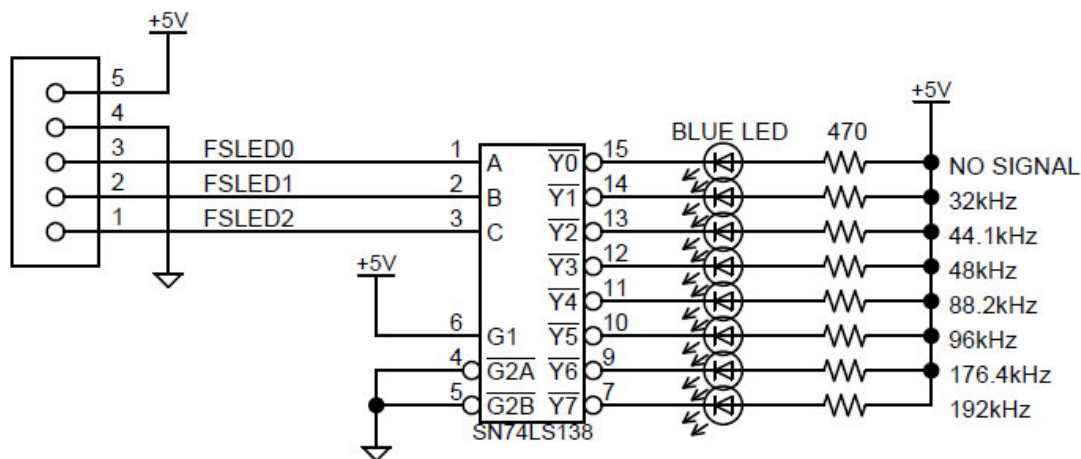 +5V
5
4
3 FSLED0 1 A
2 FSLED1 2 B
1 FSLED2 3 C
+5V
6 G1
4 G2A
5 G2B
SN74LS138
BLUE LED 470 +5V
Y0 15 NO SIGNAL
Y1 14 32kHz
Y2 13 44.1kHz
Y3 12 48kHz
Y4 11 88.2kHz
Y5 10 96kHz
Y6 9 176.4kHz
Y7 7 192kHz